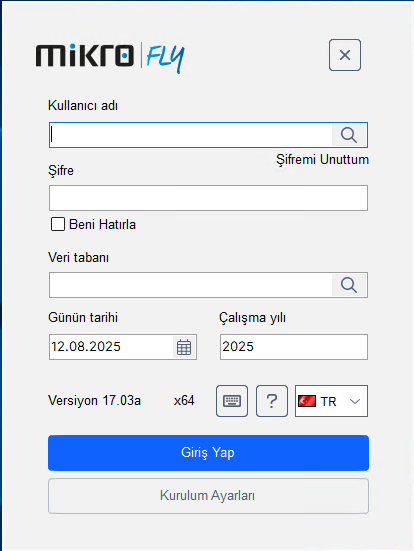 mikro FLY
Kullanıcı adı
Şifremi Unuttum
Şifre
Beni Hatırla
Veri tabanı
Günün tarihi Çalışma yılı
12.08.2025 2025
Versiyon 17.03a x64 ? TR
Giriş Yap
Kurulum Ayarları